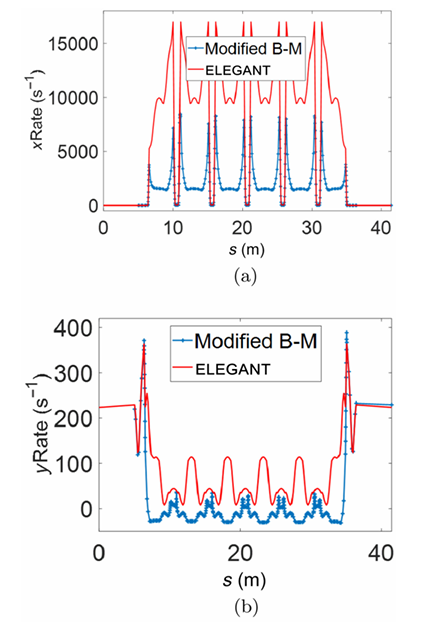 15000
10000
5000
0
xRate (s⁻¹)
Modified B-M
ELEGANT
0 10 20 30 40
s (m)
(a)
400
300
200
100
0
yRate (s⁻¹)
Modified B-M
ELEGANT
0 20 40
s (m)
(b)